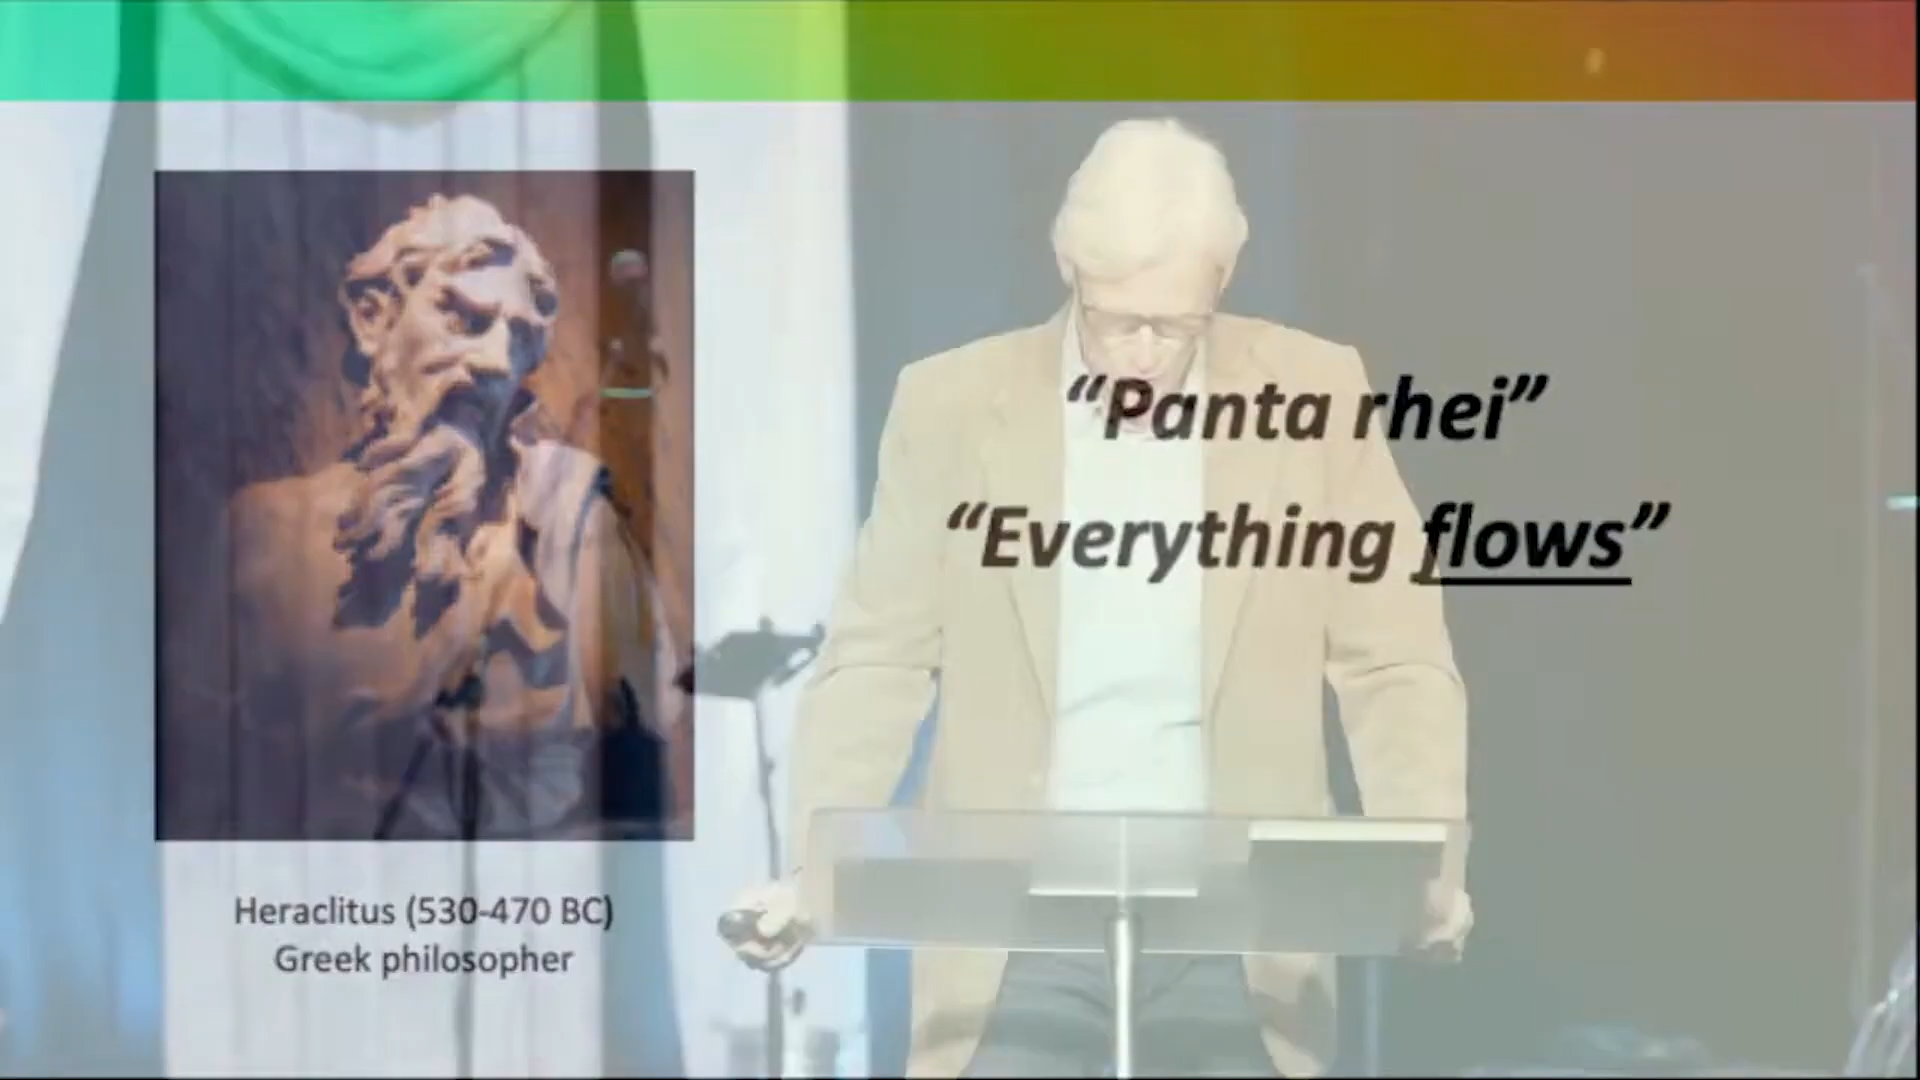 “Panta rhei”
“Everything flows”
Heraclitus (530-470 BC)
Greek philosopher